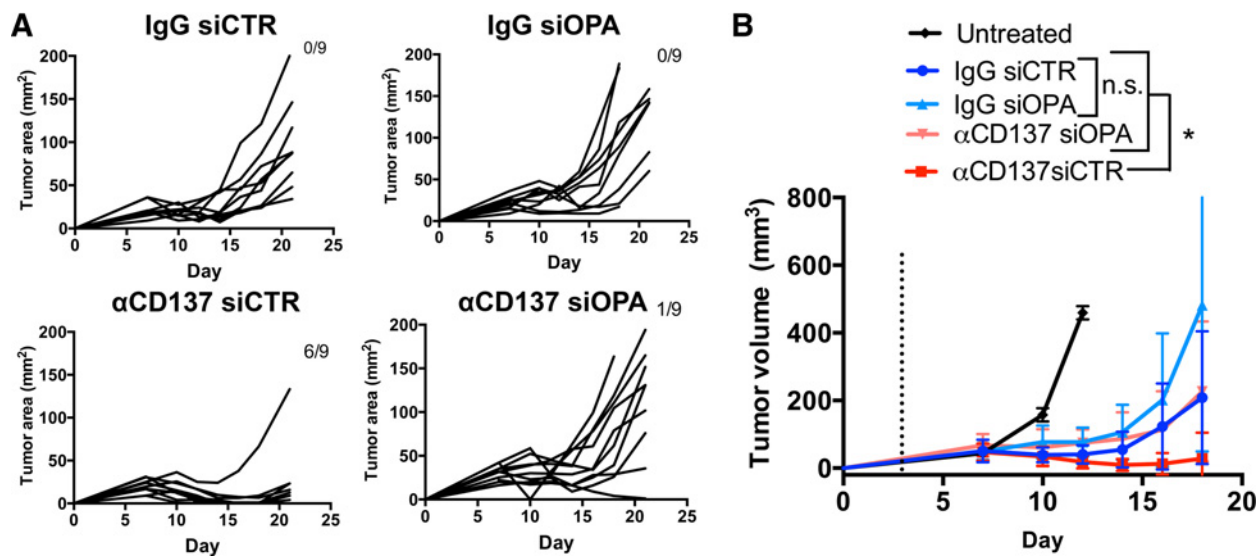 A
IgG siCTR
0/9
Tumor area (mm²)
200
150
100
50
0
0 5 10 15 20 25
Day
IgG siOPA
0/9
Tumor area (mm²)
200
150
100
50
0
0 5 10 15 20 25
Day
αCD137 siCTR
6/9
Tumor area (mm²)
200
150
100
50
0
0 5 10 15 20 25
Day
αCD137 siOPA
1/9
Tumor area (mm²)
200
150
100
50
0
0 5 10 15 20 25
Day
B
Untreated
IgG siCTR
IgG siOPA
αCD137 siOPA
αCD137siCTR
n.s.
*
Tumor volume (mm³)
800
600
400
200
0
0 5 10 15 20
Day